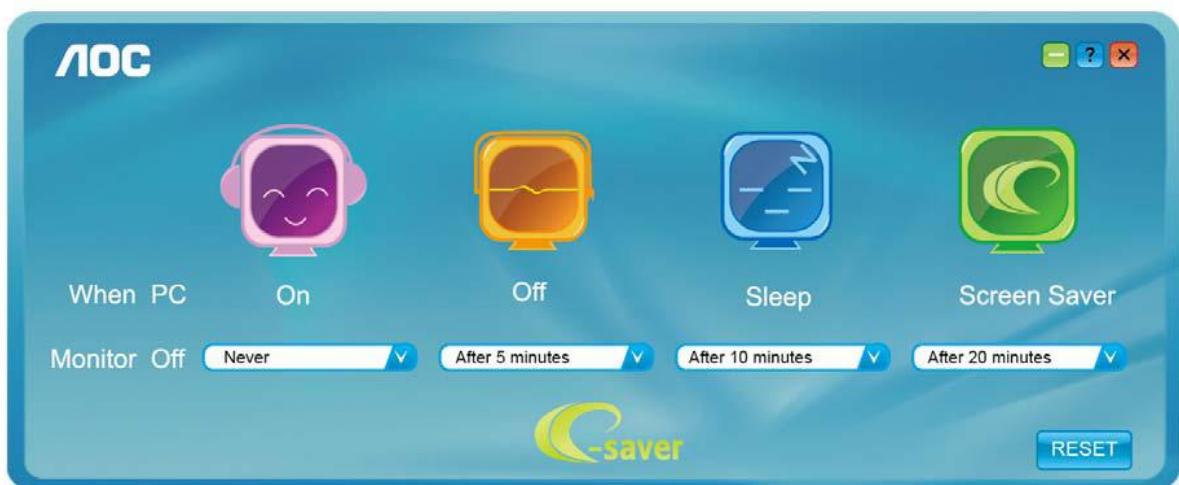 AOC
?
When PC On Off Sleep Screen Saver
Monitor Off Never After 5 minutes After 10 minutes After 20 minutes
e-saver
RESET